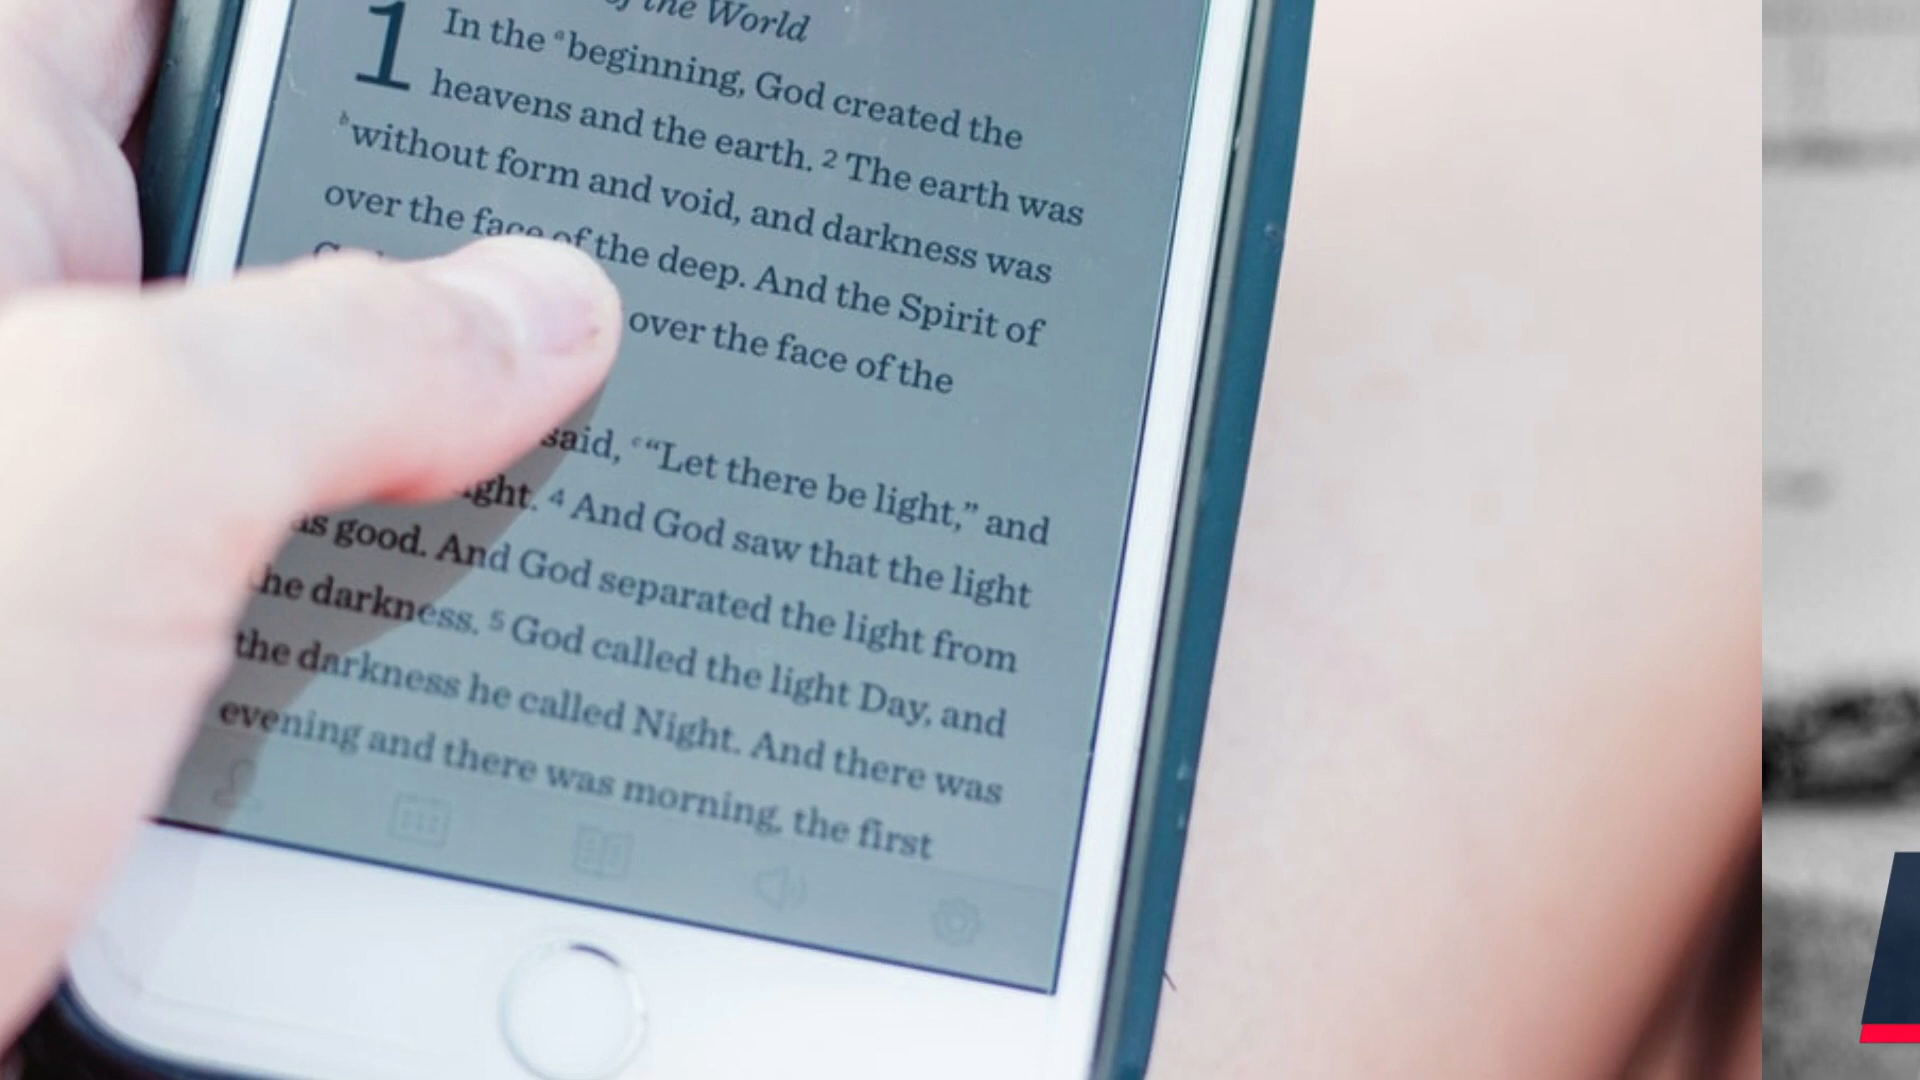 of the World
1 In the a beginning, God created the
heavens and the earth. 2 The earth was
b without form and void, and darkness was
over the face of the deep. And the Spirit of
over the face of the
said, c “Let there be light,” and
ght. 4 And God saw that the light
as good. And God separated the light from
he darkness. 5 God called the light Day, and
the darkness he called Night. And there was
evening and there was morning, the first